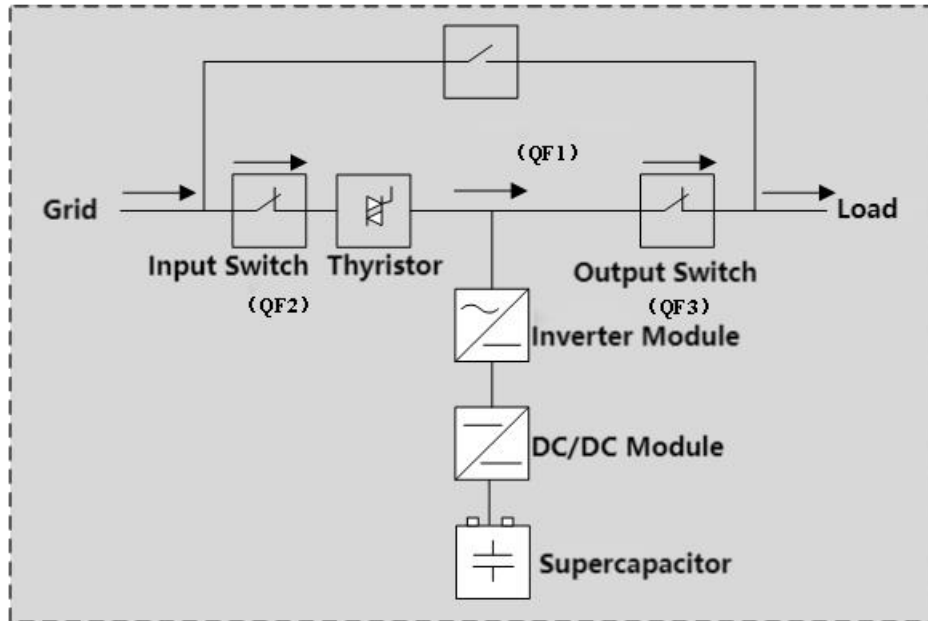 (QF1)
Grid
Load
Input Switch
Thyristor
Output Switch
(QF2)
(QF3)
Inverter Module
DC/DC Module
Supercapacitor